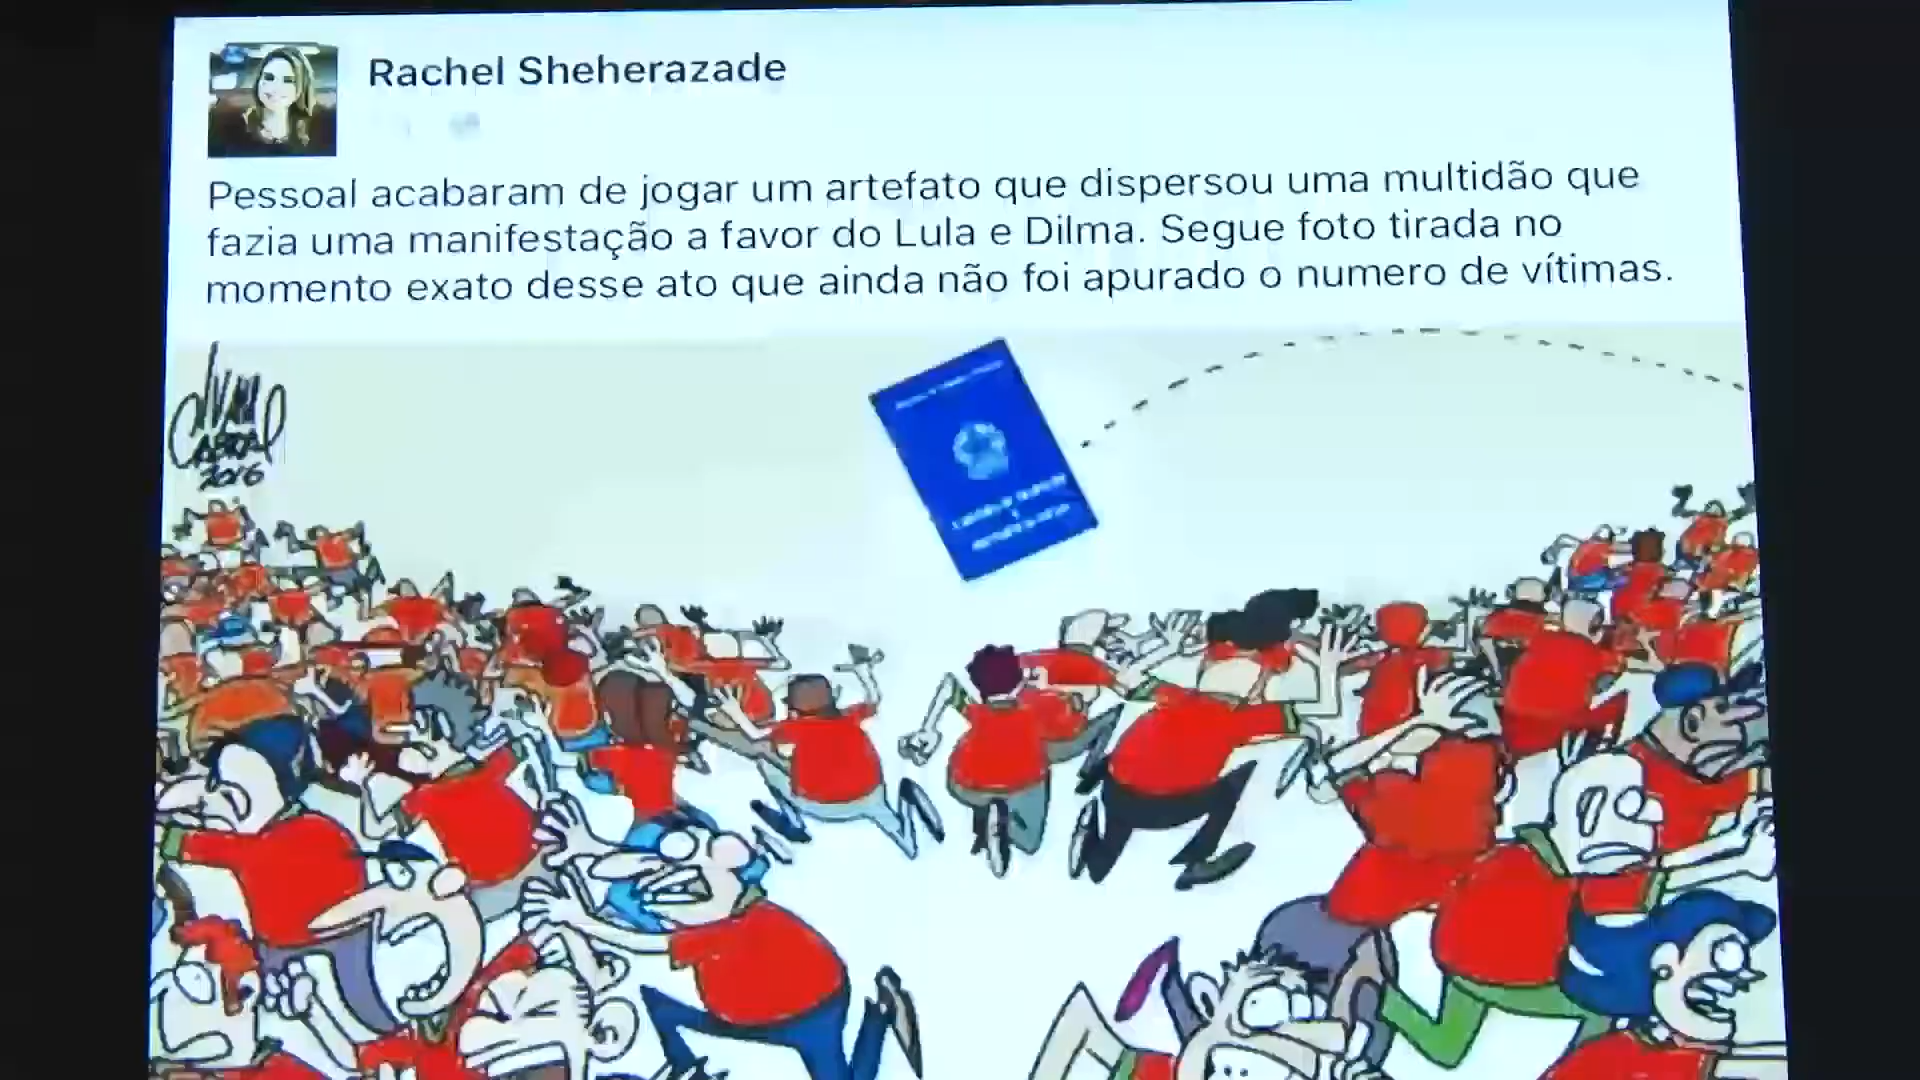 Rachel Sheherazade
Pessoal acabaram de jogar um artefato que dispersou uma multidão que
fazia uma manifestação a favor do Lula e Dilma. Segue foto tirada no
momento exato desse ato que ainda não foi apurado o numero de vítimas.
CABRAL
2016